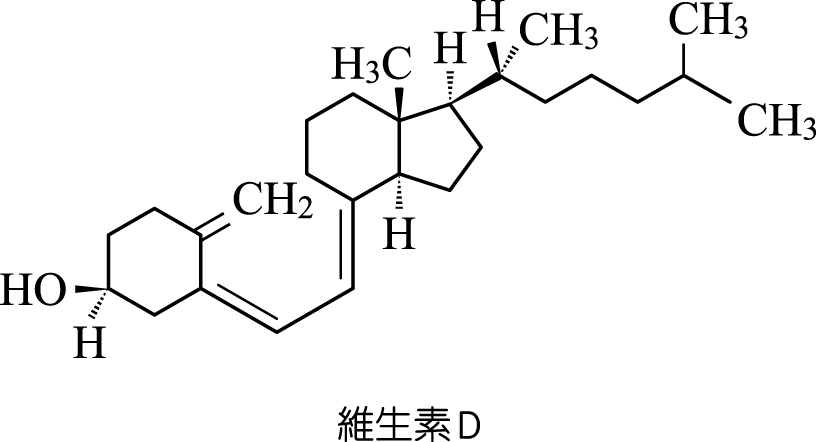 H CH3 CH3
H3C H
CH3
CH2
H
HO
H
維生素D